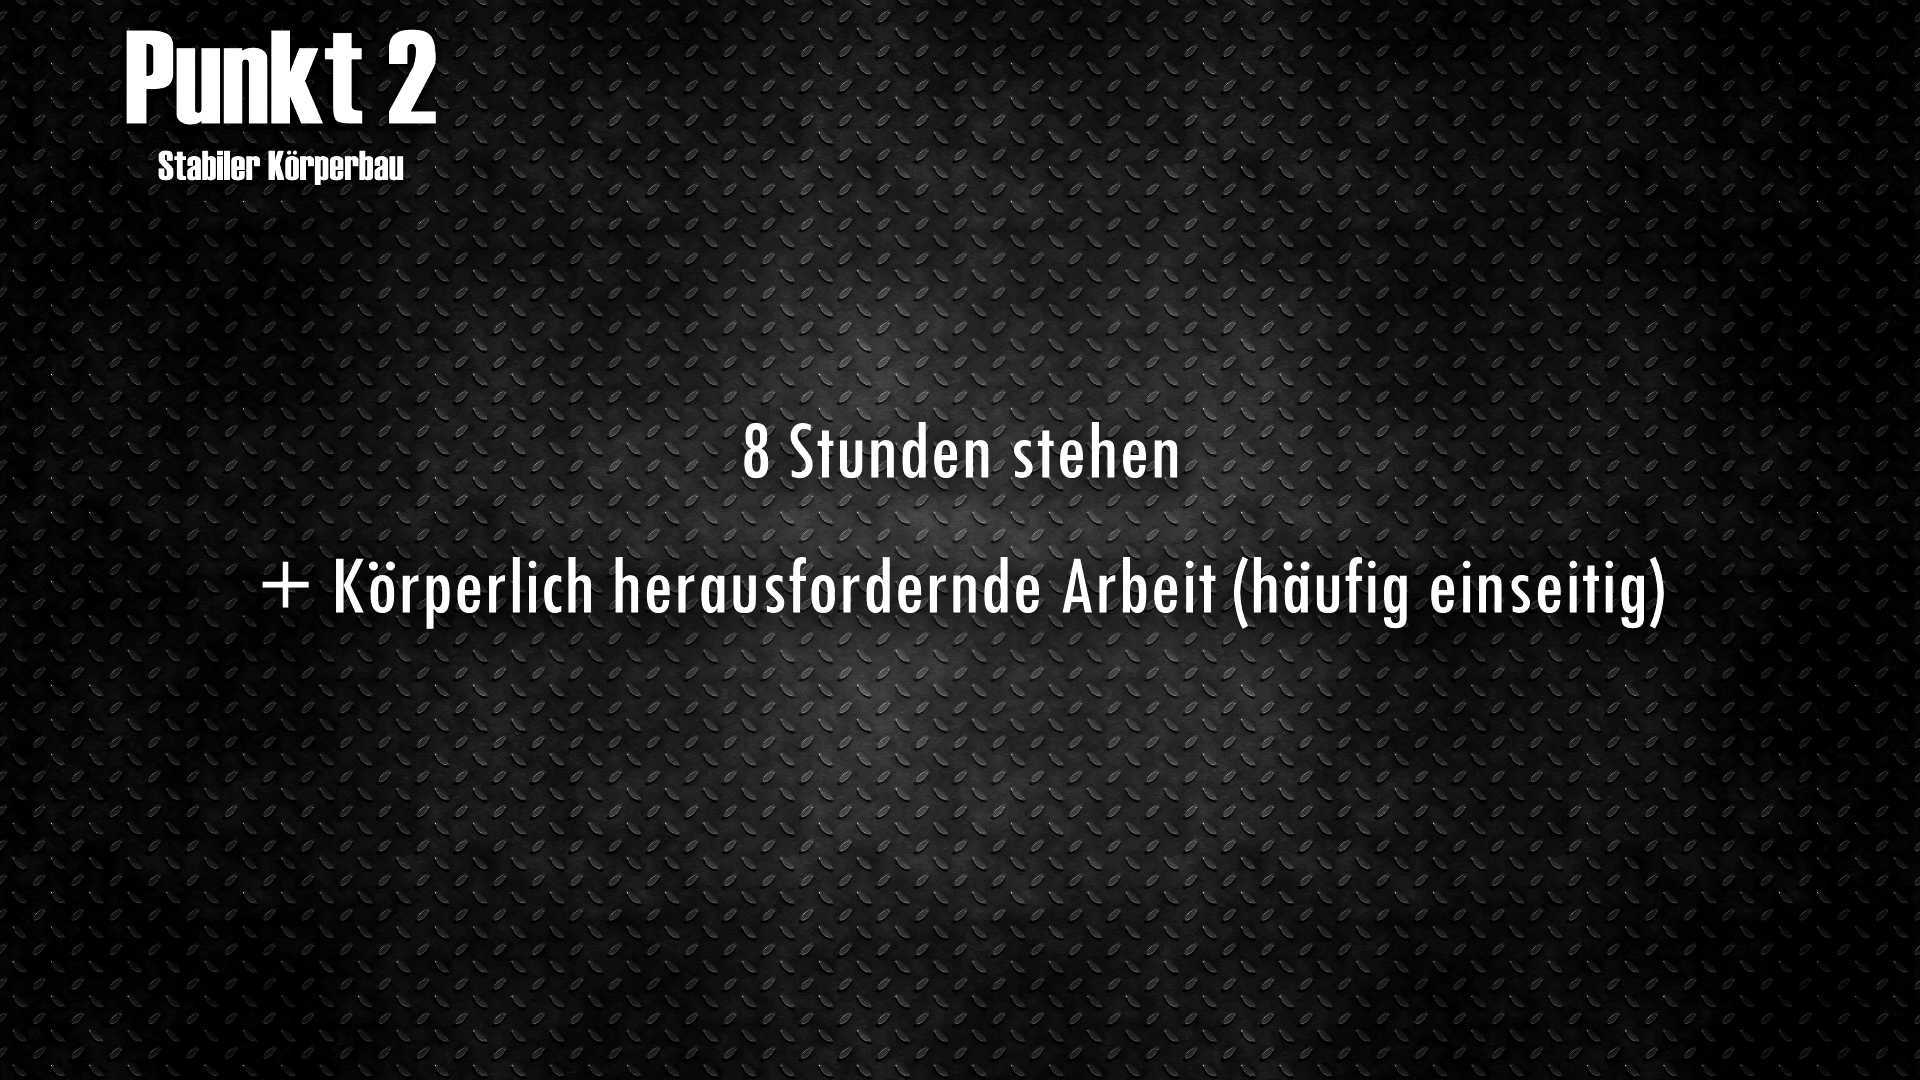 Punkt 2
Stabiler Körperbau
8 Stunden stehen
+ Körperlich herausfordernde Arbeit (häufig einseitig)